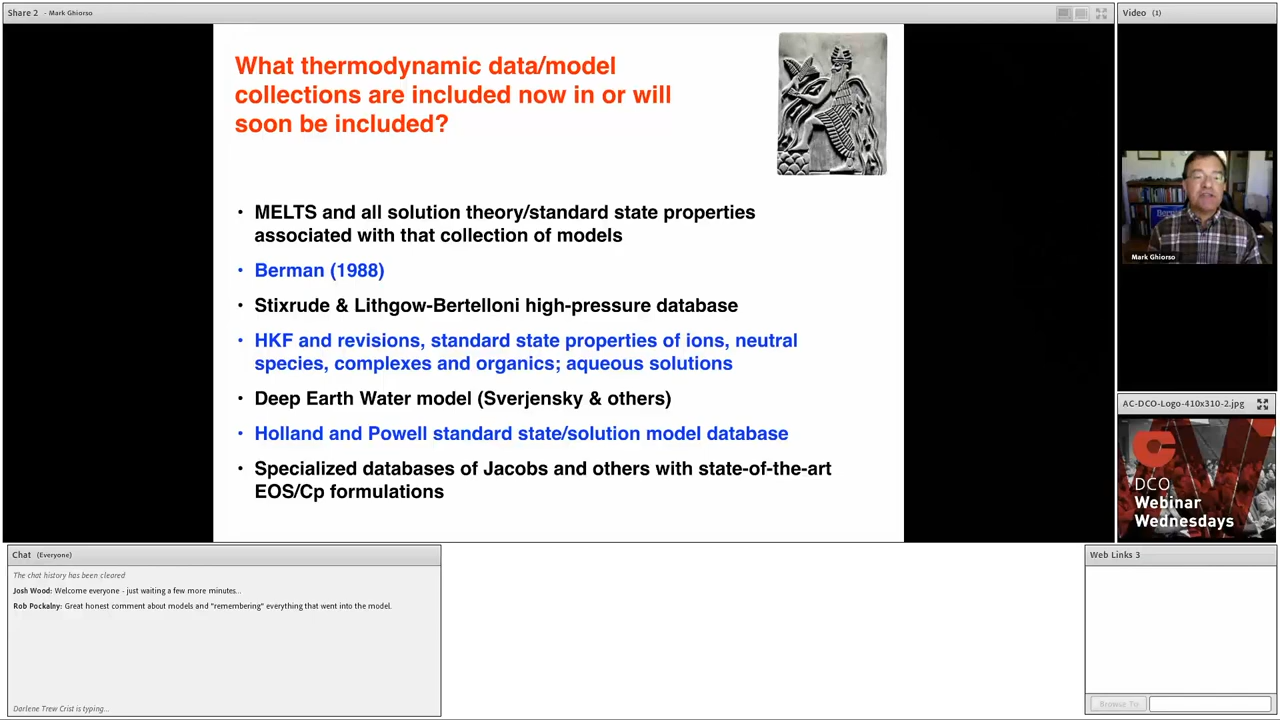 Share 2 - Mark Ghiorso
What thermodynamic data/model
collections are included now in or will
soon be included?
• MELTS and all solution theory/standard state properties
associated with that collection of models
• Berman (1988)
• Stixrude & Lithgow-Bertelloni high-pressure database
• HKF and revisions, standard state properties of ions, neutral
species, complexes and organics; aqueous solutions
• Deep Earth Water model (Sverjensky & others)
• Holland and Powell standard state/solution model database
• Specialized databases of Jacobs and others with state-of-the-art
EOS/Cp formulations
Video (1)
Mark Ghiorso
AC-DCO-Logo-410x310-2.jpg
DCO
Webinar
Wednesdays
Chat (Everyone)
The chat history has been cleared
Josh Wood: Welcome everyone - just waiting a few more minutes...
Rob Pockalny: Great honest comment about models and "remembering" everything that went into the model.
Darlene Trew Crist is typing...
Web Links 3
Browse To